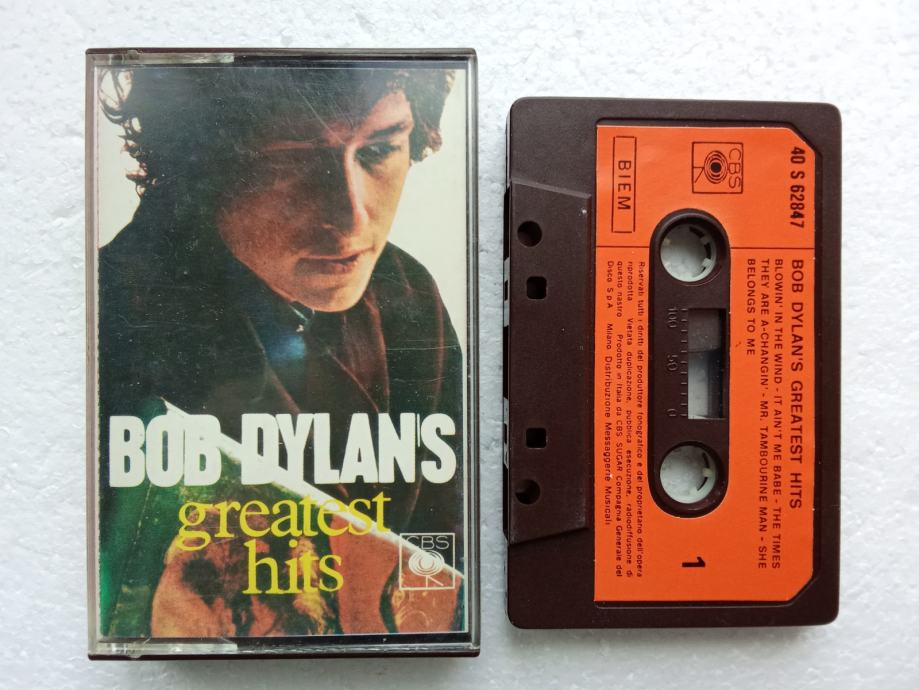 BOB DYLAN'S
greatest
hits
CBS
40 S 62847
CBS
BIEM
BOB DYLAN'S GREATEST HITS
BLOWIN' IN THE WIND - IT AIN'T ME BABE - THE TIMES
THEY ARE A-CHANGIN' - MR. TAMBOURINE MAN - SHE
BELONGS TO ME
100 50 0
1
Riservati tutti i diritti del produttore fonografico e del proprietario dell'opera
riprodotta Vietata duplicazione, pubblica esecuzione, radiodiffusione di
questo nastro Prodotto in Italia da CBS SUGAR Compagnia Generale del
Disco S p A Milano Distribuzione Messaggerie Musicali